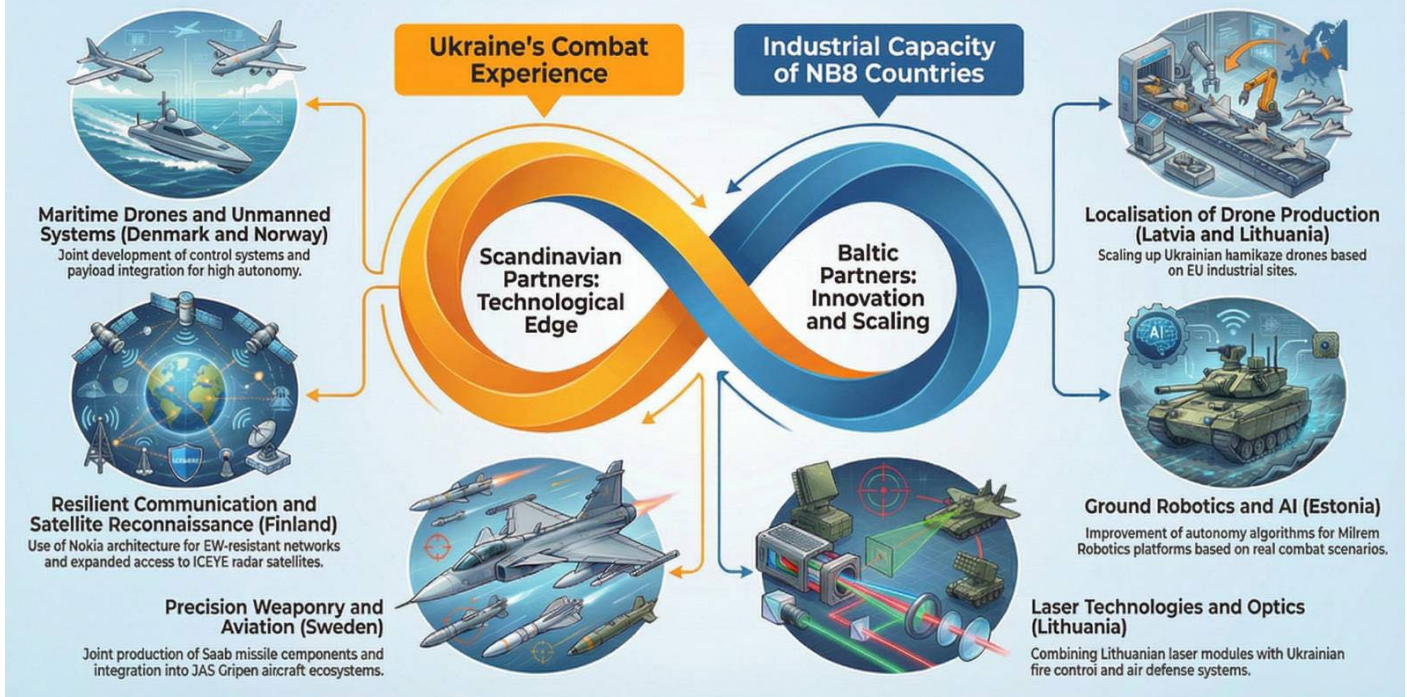 Ukraine's Combat
Experience
Industrial Capacity
of NB8 Countries
Maritime Drones and Unmanned
Systems (Denmark and Norway)
Joint development of control systems and
payload integration for high autonomy.
Scandinavian
Partners:
Technological
Edge
Baltic
Partners:
Innovation
and Scaling
Localisation of Drone Production
(Latvia and Lithuania)
Scaling up Ukrainian kamikaze drones based
on EU industrial sites.
AI
Resilient Communication and
Satellite Reconnaissance (Finland)
Use of Nokia architecture for EW-resistant networks
and expanded access to ICEYE radar satellites.
Ground Robotics and AI (Estonia)
Improvement of autonomy algorithms for Milrem
Robotics platforms based on real combat scenarios.
Precision Weaponry and
Aviation (Sweden)
Joint production of Saab missile components and
integration into JAS Gripen aircraft ecosystems.
Laser Technologies and Optics
(Lithuania)
Combining Lithuanian laser modules with Ukrainian
fire control and air defense systems.